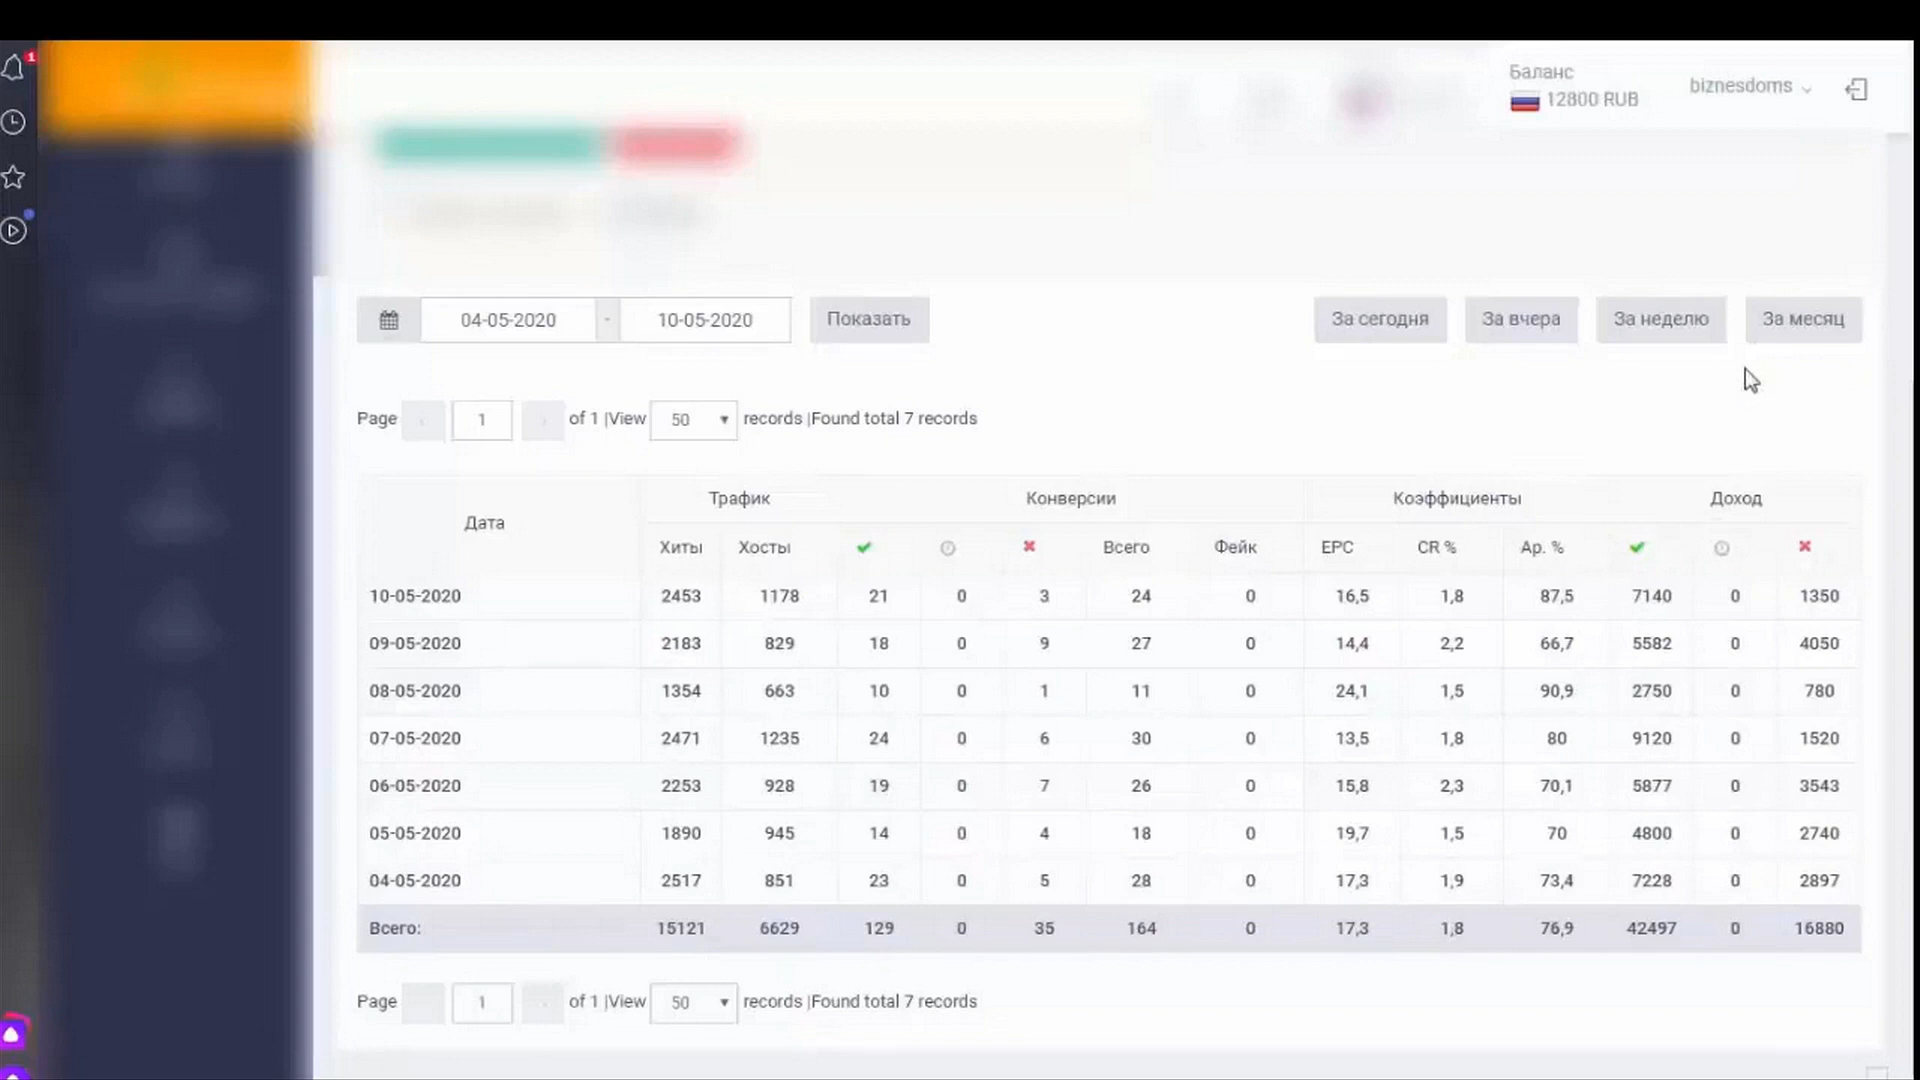 1
Баланс
12800 RUB
biznesdoms
04-05-2020 - 10-05-2020 Показать За сегодня За вчера За неделю За месяц
Page 1 of 1 |View 50 records |Found total 7 records
Дата Трафик Конверсии Коэффициенты Доход
Хиты Хосты Всего Фейк EPC CR % Ap. %
10-05-2020 2453 1178 21 0 3 24 0 16,5 1,8 87,5 7140 0 1350
09-05-2020 2183 829 18 0 9 27 0 14,4 2,2 66,7 5582 0 4050
08-05-2020 1354 663 10 0 1 11 0 24,1 1,5 90,9 2750 0 780
07-05-2020 2471 1235 24 0 6 30 0 13,5 1,8 80 9120 0 1520
06-05-2020 2253 928 19 0 7 26 0 15,8 2,3 70,1 5877 0 3543
05-05-2020 1890 945 14 0 4 18 0 19,7 1,5 70 4800 0 2740
04-05-2020 2517 851 23 0 5 28 0 17,3 1,9 73,4 7228 0 2897
Всего: 15121 6629 129 0 35 164 0 17,3 1,8 76,9 42497 0 16880
Page 1 of 1 |View 50 records |Found total 7 records